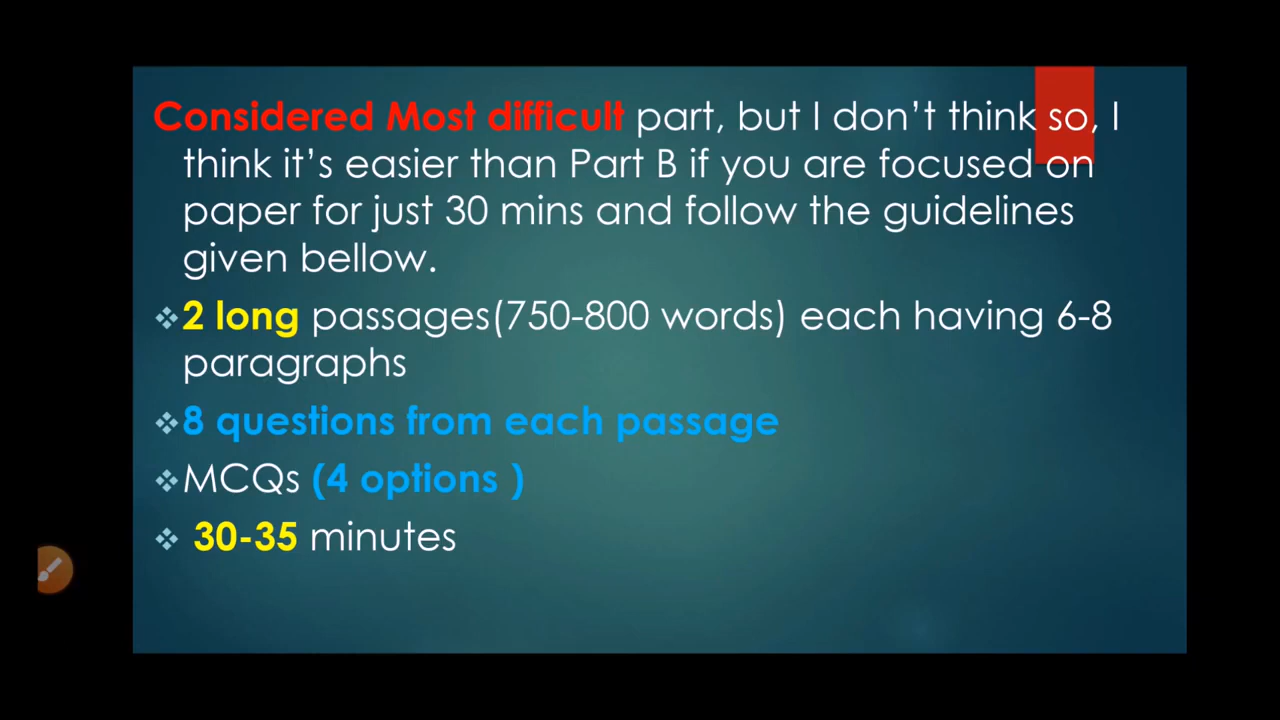 Considered Most difficult part, but I don't think so, I
think it's easier than Part B if you are focused on
paper for just 30 mins and follow the guidelines
given bellow.
2 long passages(750-800 words) each having 6-8
paragraphs
8 questions from each passage
MCQs (4 options )
30-35 minutes